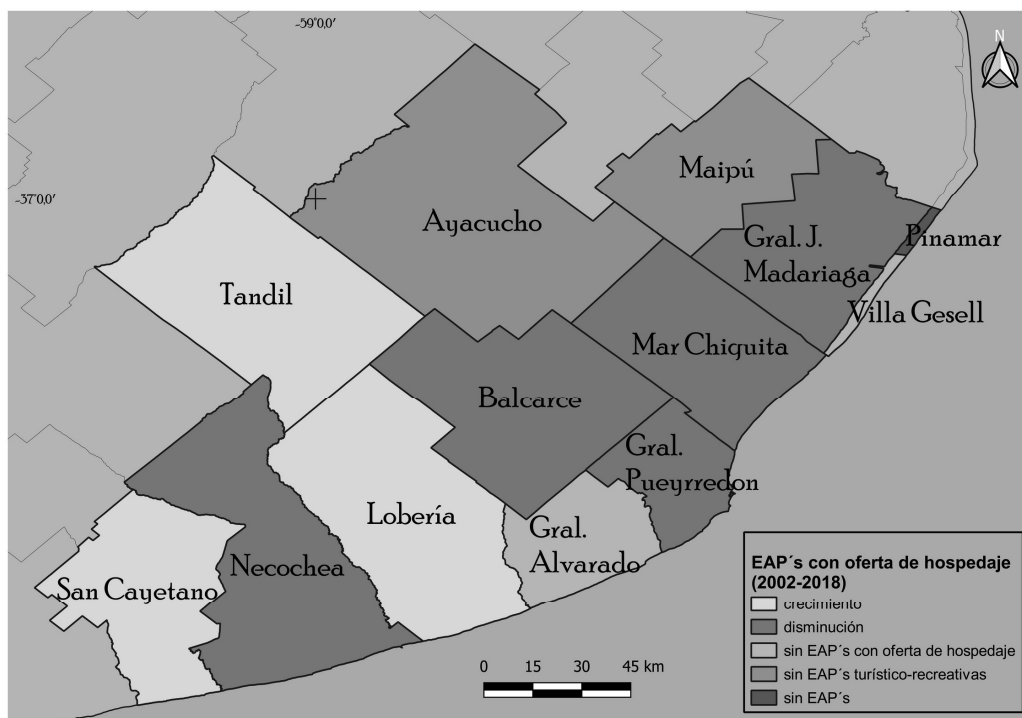 -59°0,0′
N
-37°0,0′
Maipú
Ayacucho
Gral. J.
Madariaga
Pinamar
Tandil
Villa Gesell
Mar Chiquita
Balcarce
Gral.
Pueyrredon
Lobería
Gral.
Alvarado
Necochea
San Cayetano
0 15 30 45 km
EAP´s con oferta de hospedaje
(2002-2018)
crecimiento
disminución
sin EAP´s con oferta de hospedaje
sin EAP´s turístico-recreativas
sin EAP´s